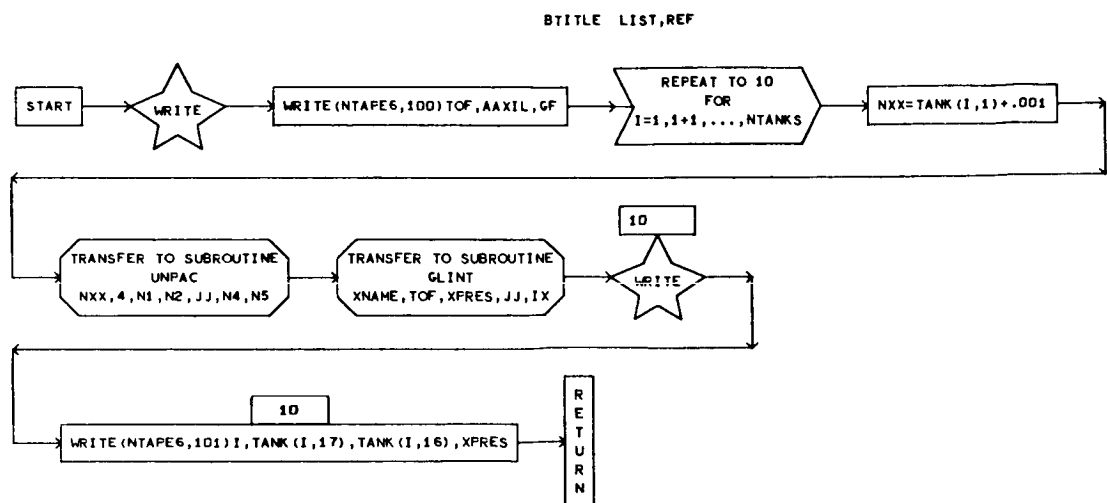 BTITLE LIST,REF
START
WRITE
WRITE(NTAPE6,100)TOF,AAXIL,GF
REPEAT TO 10
FOR
I=1,1+1,...,NTANKS
NXX=TANK(I,1)+.001
TRANSFER TO SUBROUTINE
UNPAC
NXX,4,N1,N2,JJ,N4,N5
TRANSFER TO SUBROUTINE
GLINT
XNAME,TOF,XPRES,JJ,IX
10
WRITE
10
WRITE(NTAPE6,101)I,TANK(I,17),TANK(I,16),XPRES
R
E
T
U
R
N